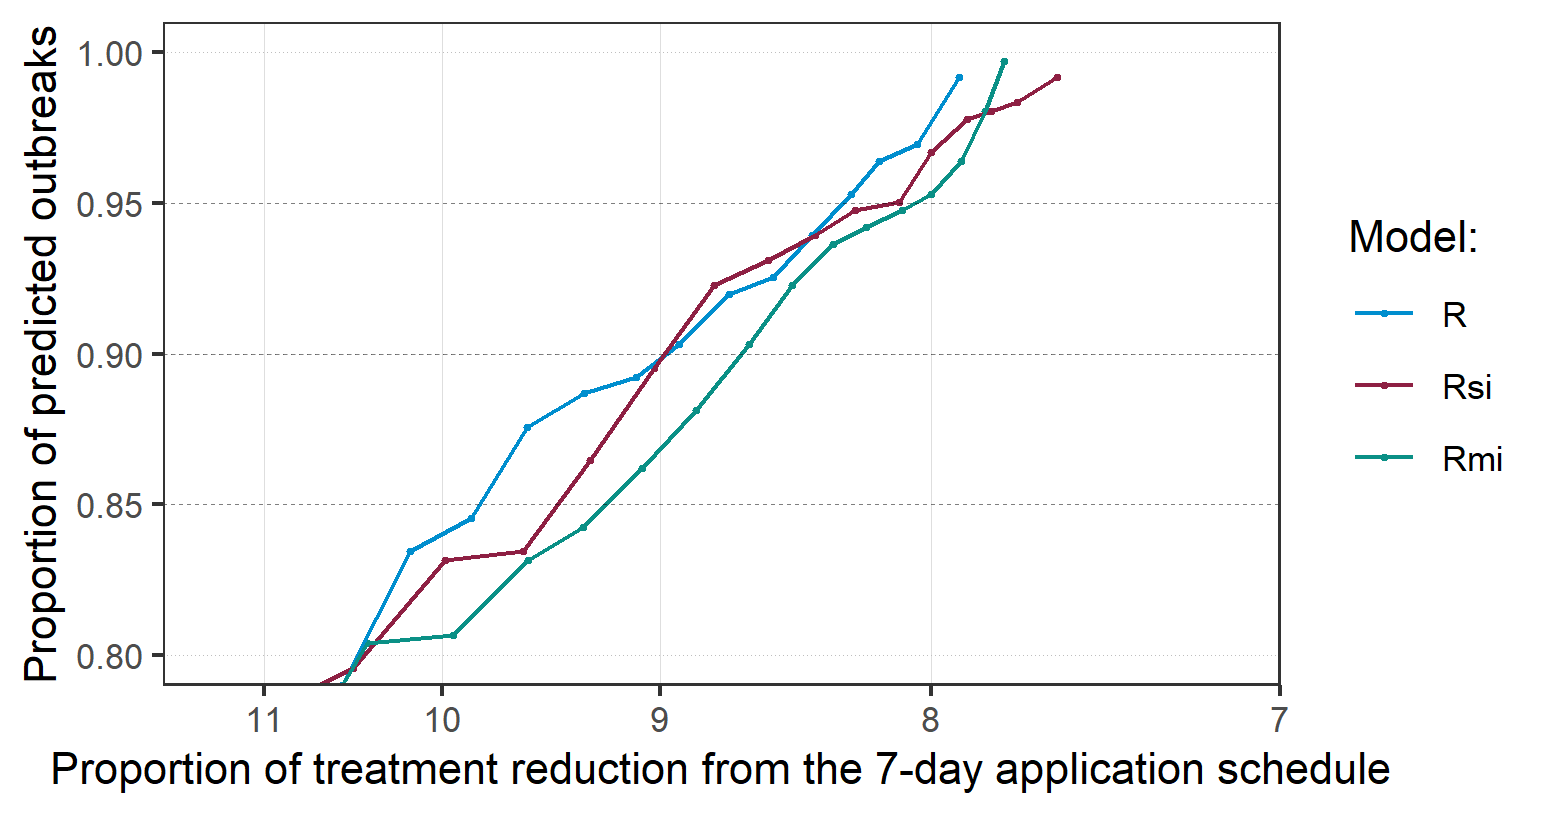 Proportion of predicted outbreaks
1.00
0.95
0.90
0.85
0.80
11 10 9 8 7
Proportion of treatment reduction from the 7-day application schedule
Model:
R
Rsi
Rmi